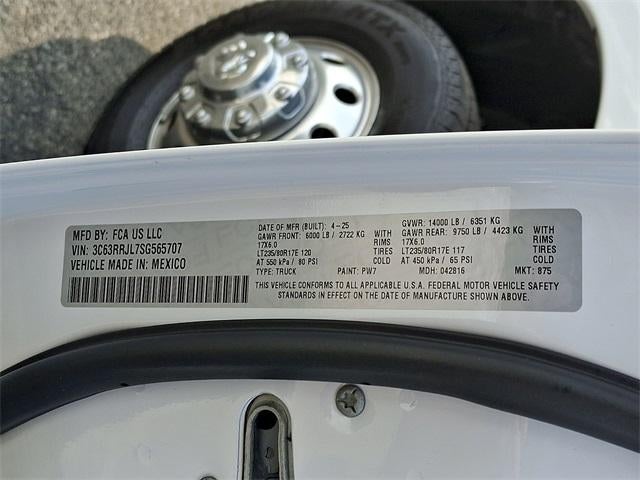 MTX
MFD BY: FCA US LLC
VIN: 3C63RRJL7SG565707
VEHICLE MADE IN: MEXICO
DATE OF MFR (BUILT): 4-25
GAWR FRONT: 6000 LB / 2722 KG WITH
17X6.0 RIMS
LT235/80R17E 120 TIRES
AT 550 kPa / 80 PSI COLD
TYPE: TRUCK PAINT: PW7
GVWR: 14000 LB / 6351 KG
GAWR REAR: 9750 LB / 4423 KG WITH
17X6.0 RIMS
LT235/80R17E 117 TIRES
AT 450 kPa / 65 PSI COLD
MDH: 042816 MKT: 875
THIS VEHICLE CONFORMS TO ALL APPLICABLE U.S.A. FEDERAL MOTOR VEHICLE SAFETY
STANDARDS IN EFFECT ON THE DATE OF MANUFACTURE SHOWN ABOVE.